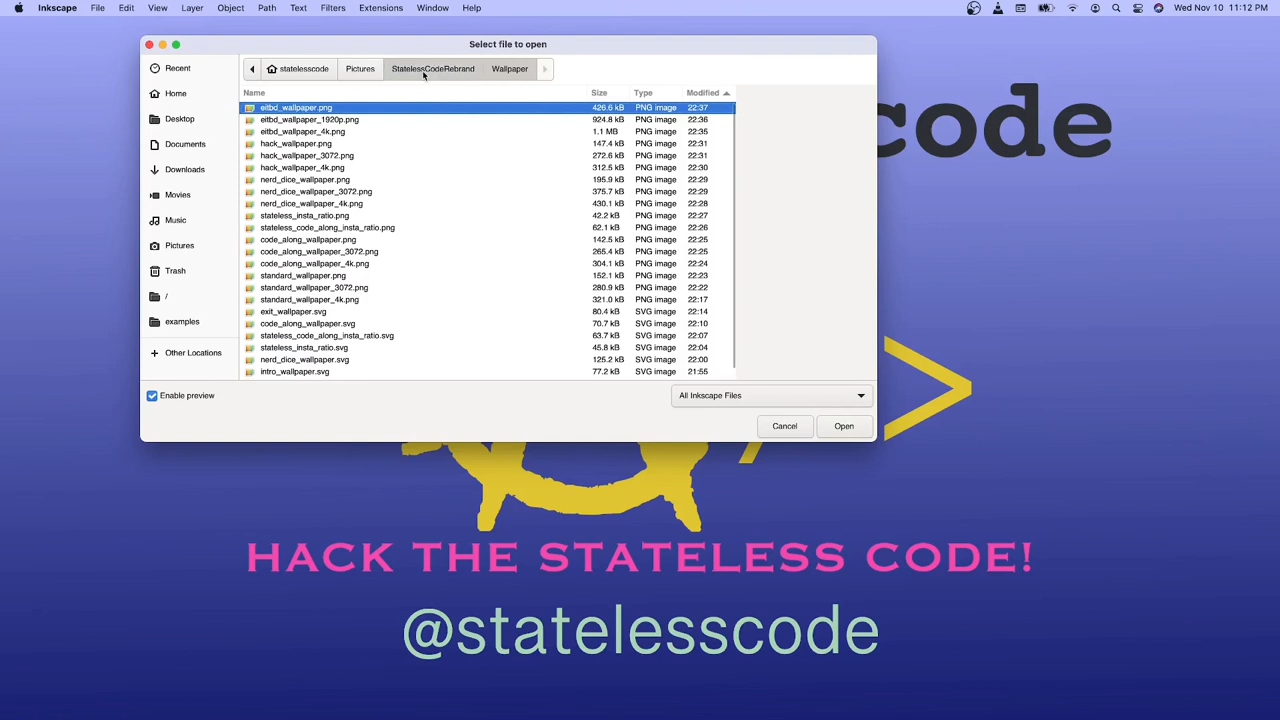 Inkscape File Edit View Layer Object Path Text Filters Extensions Window Help Wed Nov 10 11:12 PM
Select file to open
Recent
Home
Desktop
Documents
Downloads
Movies
Music
Pictures
Trash
/
examples
Other Locations
statelesscode Pictures StatelessCodeRebrand Wallpaper
Name Size Type Modified
eitbd_wallpaper.png 426.6 kB PNG image 22:37
eitbd_wallpaper_1920p.png 924.8 kB PNG image 22:36
eitbd_wallpaper_4k.png 1.1 MB PNG image 22:35
hack_wallpaper.png 147.4 kB PNG image 22:31
hack_wallpaper_3072.png 272.6 kB PNG image 22:31
hack_wallpaper_4k.png 312.5 kB PNG image 22:30
nerd_dice_wallpaper.png 195.9 kB PNG image 22:29
nerd_dice_wallpaper_3072.png 375.7 kB PNG image 22:29
nerd_dice_wallpaper_4k.png 430.1 kB PNG image 22:28
stateless_insta_ratio.png 42.2 kB PNG image 22:27
stateless_code_along_insta_ratio.png 62.1 kB PNG image 22:26
code_along_wallpaper.png 142.5 kB PNG image 22:25
code_along_wallpaper_3072.png 265.4 kB PNG image 22:25
code_along_wallpaper_4k.png 304.1 kB PNG image 22:24
standard_wallpaper.png 152.1 kB PNG image 22:23
standard_wallpaper_3072.png 280.9 kB PNG image 22:22
standard_wallpaper_4k.png 321.0 kB PNG image 22:17
exit_wallpaper.svg 80.4 kB SVG image 22:14
code_along_wallpaper.svg 70.7 kB SVG image 22:10
stateless_code_along_insta_ratio.svg 63.7 kB SVG image 22:07
stateless_insta_ratio.svg 45.8 kB SVG image 22:04
nerd_dice_wallpaper.svg 125.2 kB SVG image 22:00
intro_wallpaper.svg 77.2 kB SVG image 21:55
Enable preview
All Inkscape Files
Cancel Open
code
/>
HACK THE STATELESS CODE!
@statelesscode